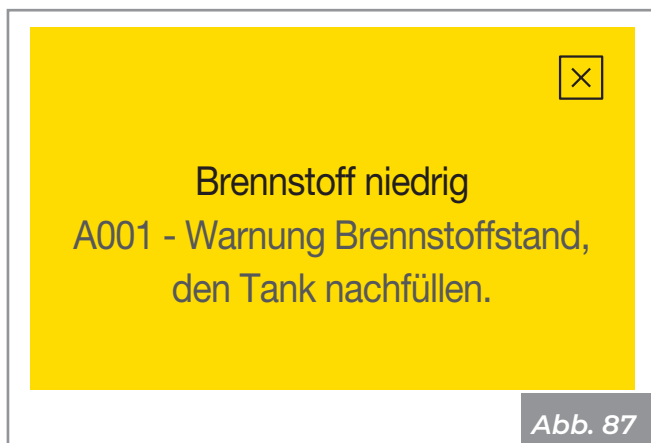 Brennstoff niedrig
A001 - Warnung Brennstoffstand,
den Tank nachfüllen.
Abb. 87